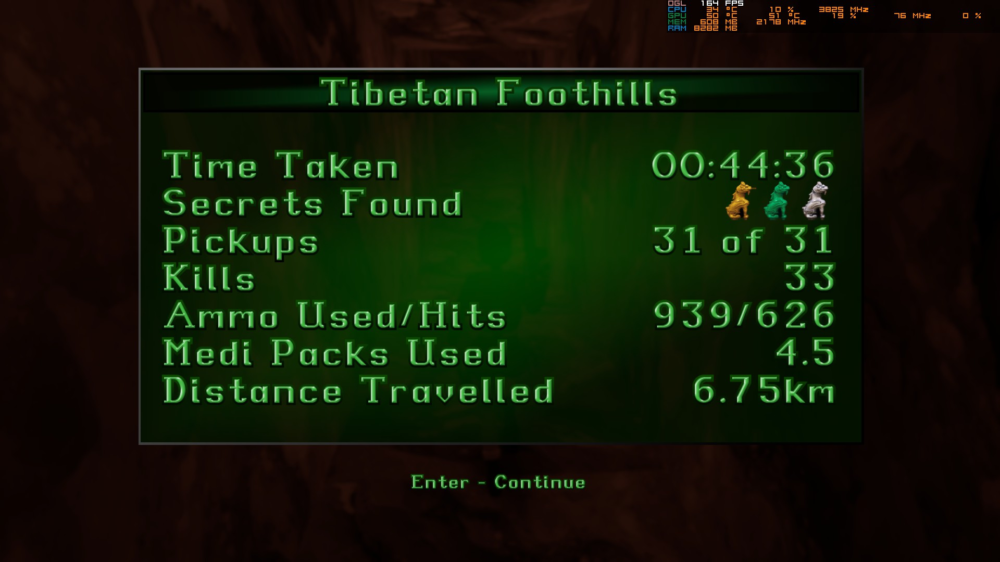 OGL 164 FPS
CPU 34 °C 10 % 3825 MHz
GPU 50 °C 51 °C 19 % 76 MHz 0 %
MEM 608 MB 2178 MHz
RAM 8282 MB
Tibetan Foothills
Time Taken 00:44:36
Secrets Found
Pickups 31 of 31
Kills 33
Ammo Used/Hits 939/626
Medi Packs Used 4.5
Distance Travelled 6.75km
Enter - Continue